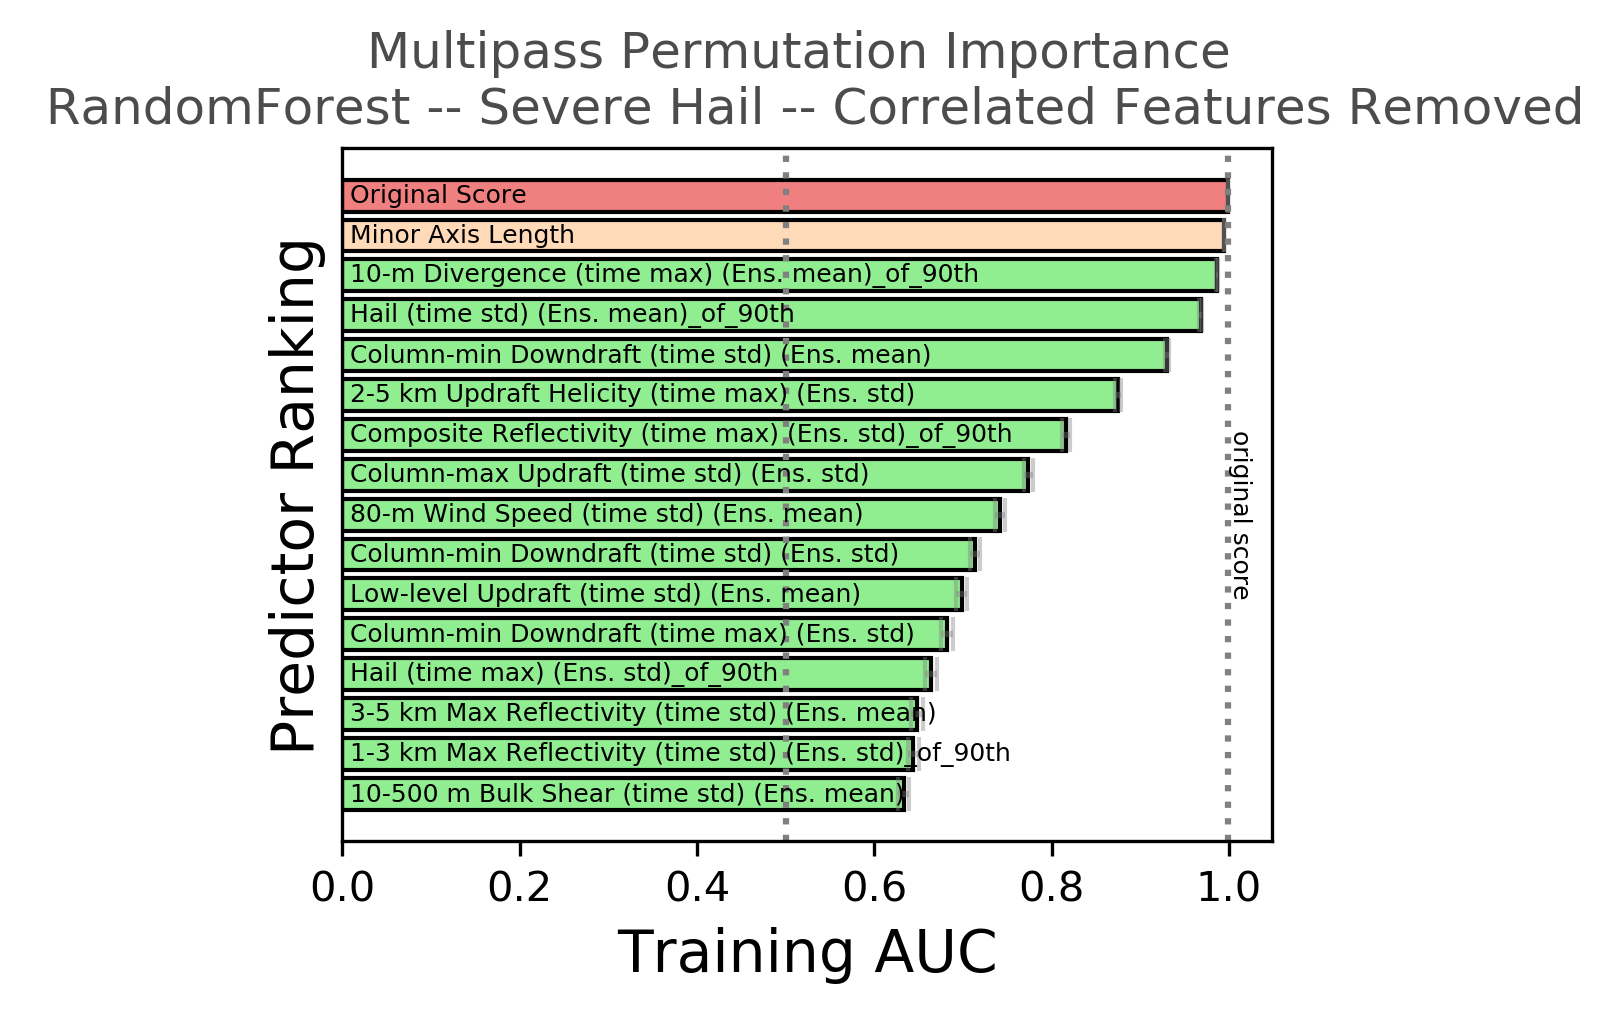 Multipass Permutation Importance
RandomForest -- Severe Hail -- Correlated Features Removed
Predictor Ranking
Original Score
Minor Axis Length
10-m Divergence (time max) (Ens. mean)_of_90th
Hail (time std) (Ens. mean)_of_90th
Column-min Downdraft (time std) (Ens. mean)
2-5 km Updraft Helicity (time max) (Ens. std)
Composite Reflectivity (time max) (Ens. std)_of_90th
Column-max Updraft (time std) (Ens. std)
80-m Wind Speed (time std) (Ens. mean)
Column-min Downdraft (time std) (Ens. std)
Low-level Updraft (time std) (Ens. mean)
Column-min Downdraft (time max) (Ens. std)
Hail (time max) (Ens. std)_of_90th
3-5 km Max Reflectivity (time std) (Ens. mean)
1-3 km Max Reflectivity (time std) (Ens. std)_of_90th
10-500 m Bulk Shear (time std) (Ens. mean)
original score
0.0 0.2 0.4 0.6 0.8 1.0
Training AUC